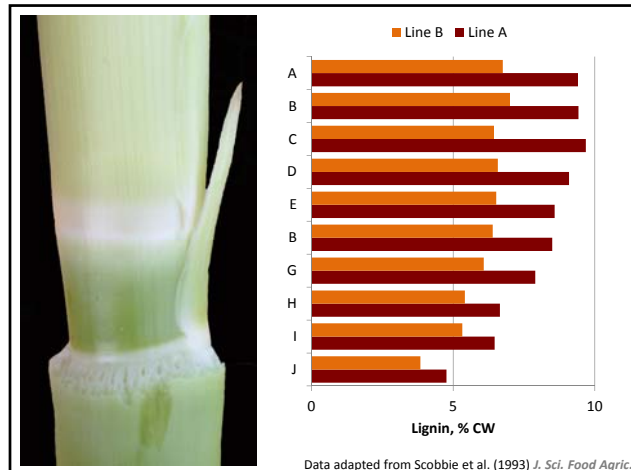 Line B Line A
A
B
C
D
E
B
G
H
I
J
0 5 10
Lignin, % CW
Data adapted from Scobbie et al. (1993) J. Sci. Food Agric.